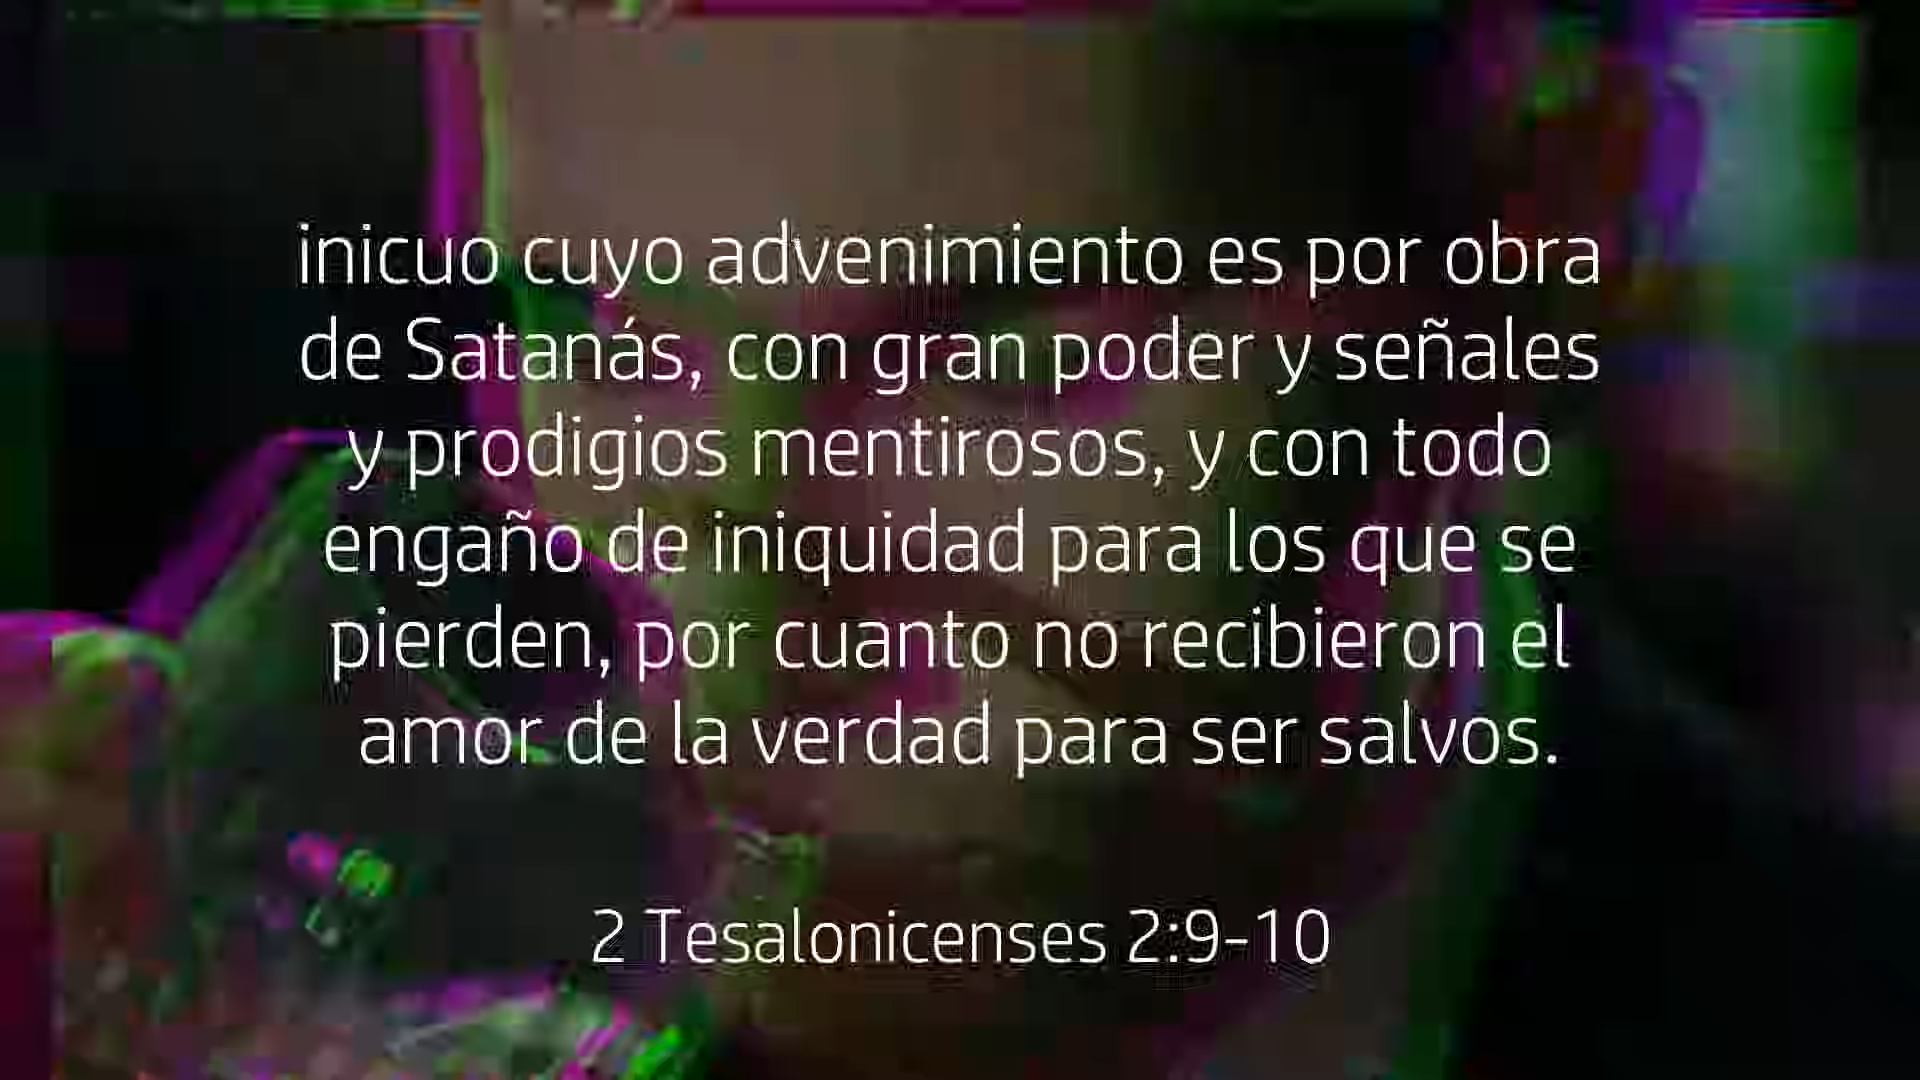 inicuo cuyo advenimiento es por obra
de Satanás, con gran poder y señales
y prodigios mentirosos, y con todo
engaño de iniquidad para los que se
pierden, por cuanto no recibieron el
amor de la verdad para ser salvos.
2 Tesalonicenses 2:9-10